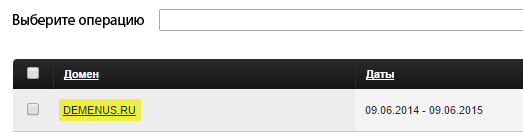 Выберите операцию
Домен Даты
DEMENUS.RU 09.06.2014 - 09.06.2015